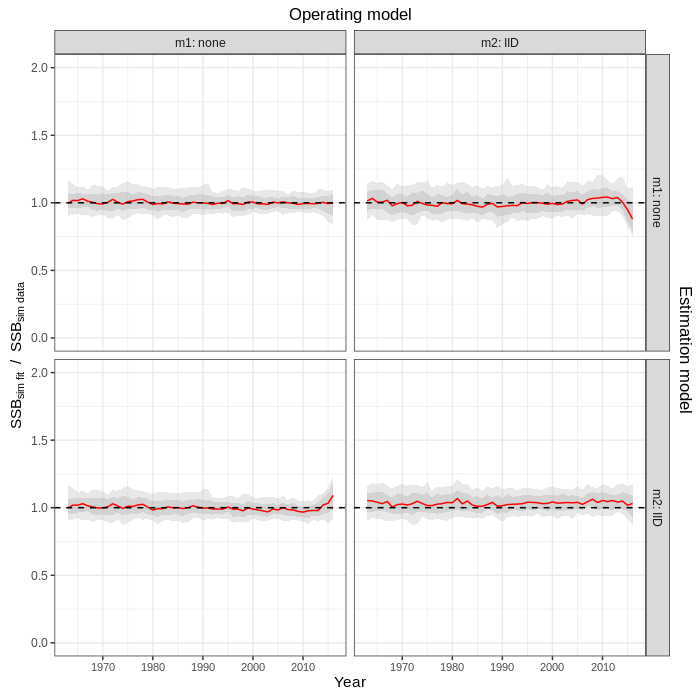 Operating model
m1: none
m2: IID
2.0
1.5
1.0
0.5
0.0
m1: none
2.0
1.5
1.0
0.5
0.0
m2: IID
SSBsim fit / SSBsim data
Estimation model
1970 1980 1990 2000 2010
1970 1980 1990 2000 2010
Year